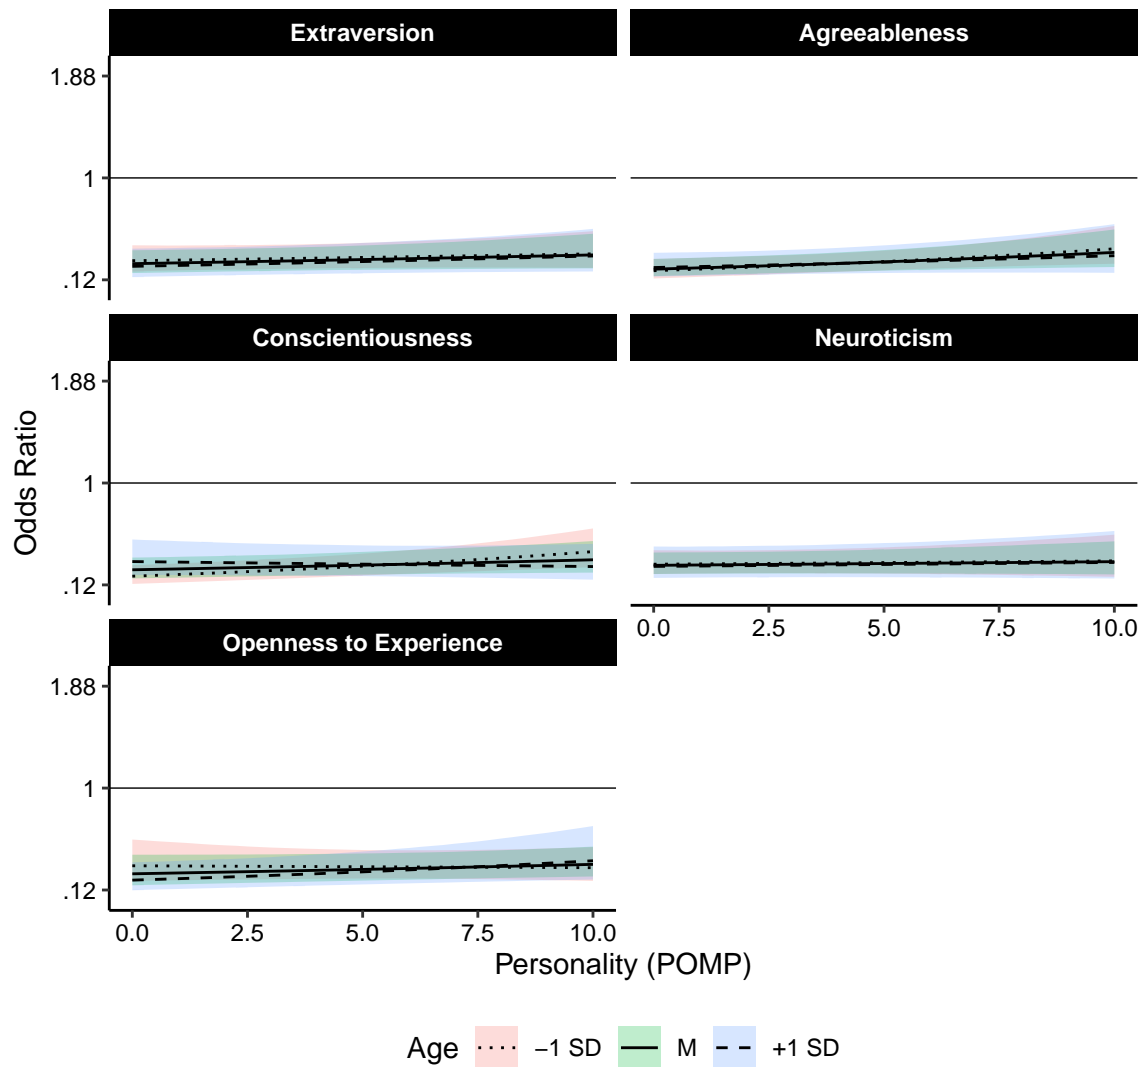 Extraversion
Agreeableness
1.88
1
.12
Conscientiousness
Neuroticism
1.88
1
.12
0.0 2.5 5.0 7.5 10.0
Openness to Experience
1.88
1
.12
0.0 2.5 5.0 7.5 10.0
Odds Ratio
Personality (POMP)
Age −1 SD M +1 SD